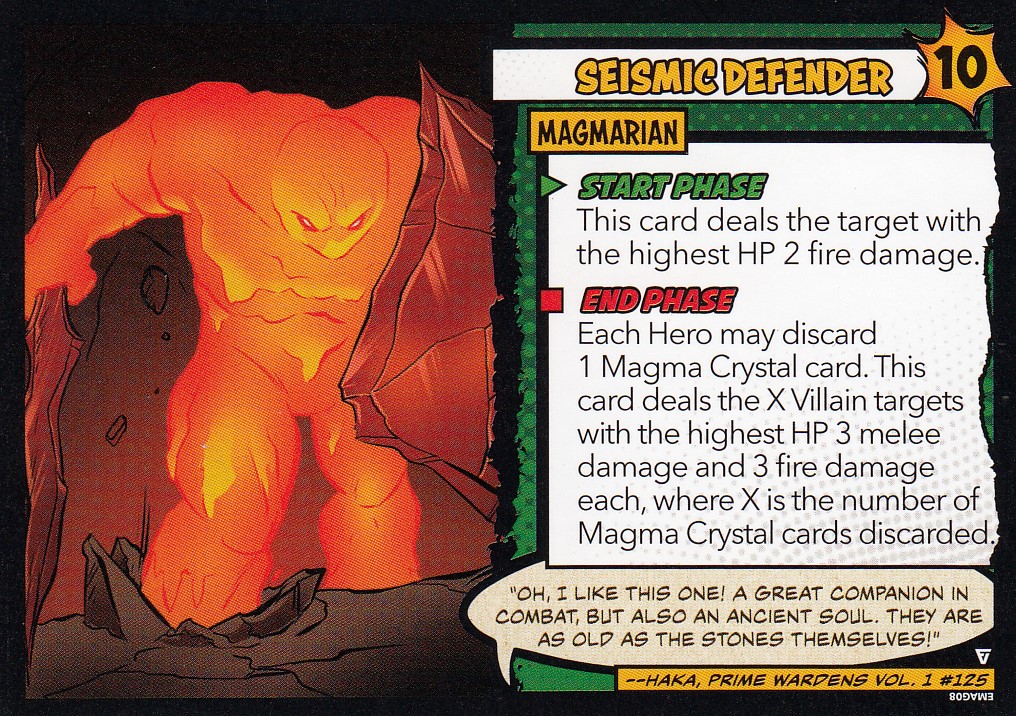 SEISMIC DEFENDER
10
MAGMARIAN
START PHASE
This card deals the target with
the highest HP 2 fire damage.
END PHASE
Each Hero may discard
1 Magma Crystal card. This
card deals the X Villain targets
with the highest HP 3 melee
damage and 3 fire damage
each, where X is the number of
Magma Crystal cards discarded.
"OH, I LIKE THIS ONE! A GREAT COMPANION IN
COMBAT, BUT ALSO AN ANCIENT SOUL. THEY ARE
AS OLD AS THE STONES THEMSELVES!"
--HAKA, PRIME WARDENS VOL. 1 #125
EMAG08